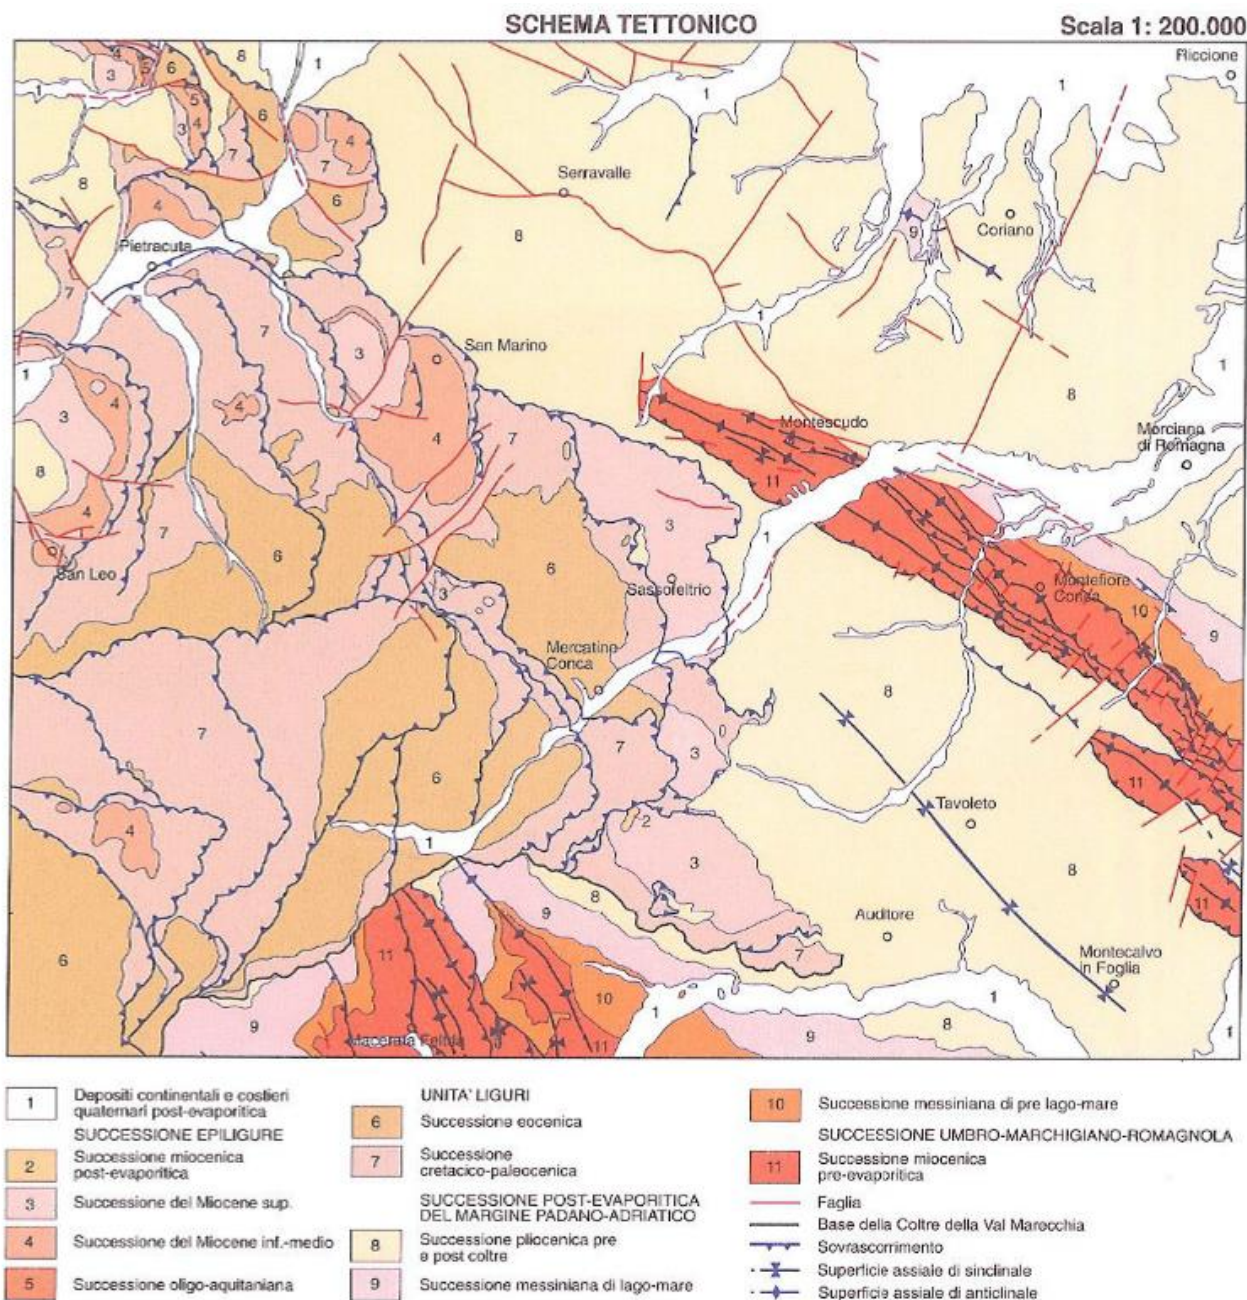 SCHEMA TETTONICO
Scala 1: 200.000
Riccione
Serravalle
Coriano
Pietracuta
San Marino
Montescudo
Morciano
di Romagna
San Leo
Sassofeltrio
Montefiore
Conca
Mercatino
Conca
Tavoleto
Auditore
Montecalvo
in Foglia
Macerata Feltria
1 Depositi continentali e costieri
quaternari post-evaporitica
SUCCESSIONE EPILIGURE
2 Successione miocenica
post-evaporitica
3 Successione del Miocene sup.
4 Successione del Miocene inf.-medio
5 Successione oligo-aquitaniana
UNITA' LIGURI
6 Successione eocenica
7 Successione
cretacico-paleocenica
SUCCESSIONE POST-EVAPORITICA
DEL MARGINE PADANO-ADRIATICO
8 Successione pliocenica pre
e post coltre
9 Successione messiniana di lago-mare
10 Successione messiniana di pre lago-mare
SUCCESSIONE UMBRO-MARCHIGIANO-ROMAGNOLA
11 Successione miocenica
pre-evaporitica
Faglia
Base della Coltre della Val Marecchia
Sovrascorrimento
Superficie assiale di sinclinale
Superficie assiale di anticlinale